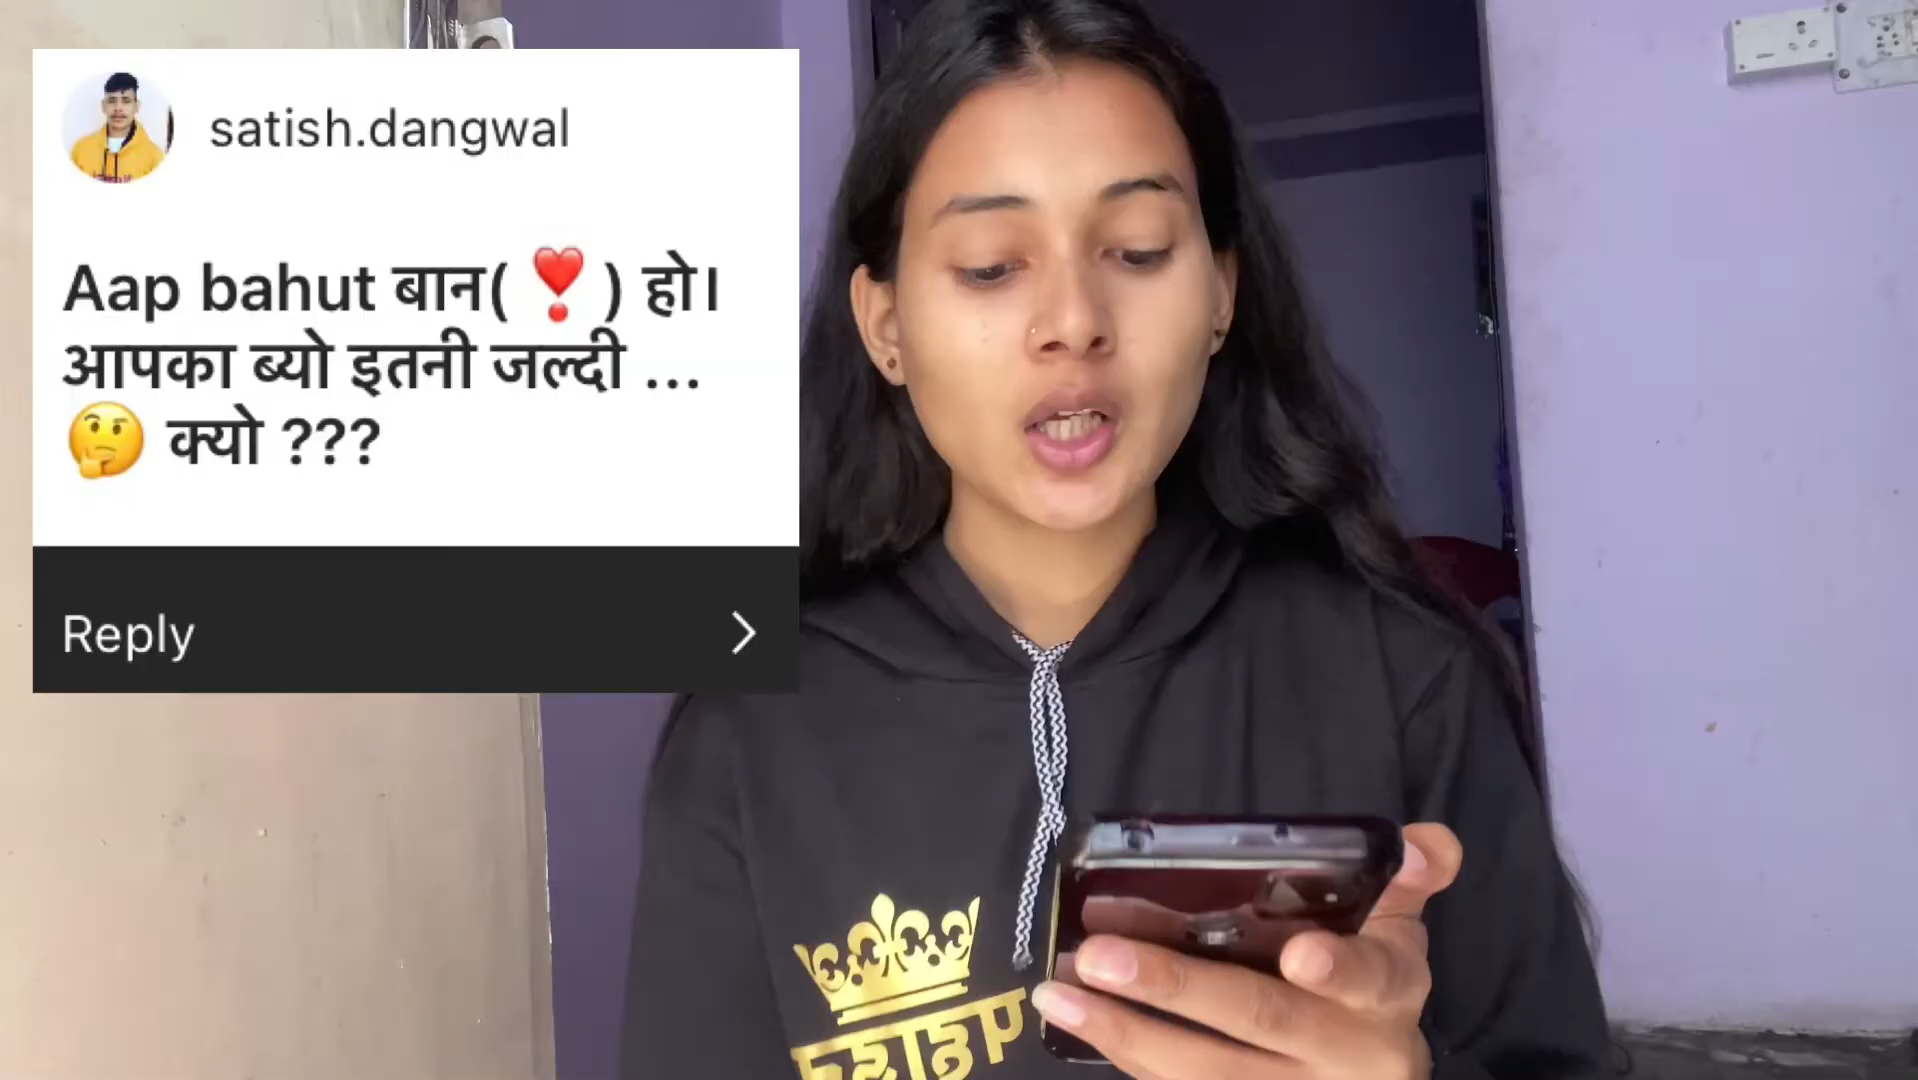 satish.dangwal
Aap bahut बान( ❣️ ) हो।
आपका ब्यो इतनी जल्दी ...
🤔 क्यो ???
Reply